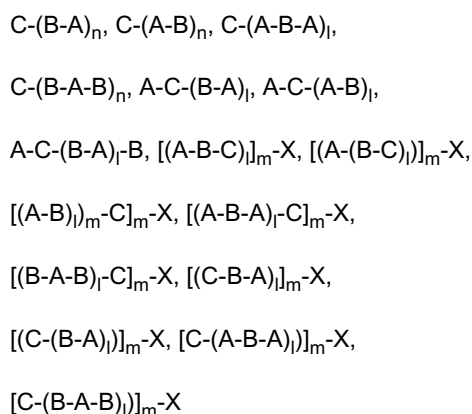 C-(B-A)ₙ, C-(A-B)ₙ, C-(A-B-A)ₗ,
C-(B-A-B)ₙ, A-C-(B-A)ₗ, A-C-(A-B)ₗ,
A-C-(B-A)ₗ-B, [(A-B-C)ₗ]ₘ-X, [(A-(B-C)ₗ)]ₘ-X,
[(A-B)ₗ)ₘ-C]ₘ-X, [(A-B-A)ₗ-C]ₘ-X,
[(B-A-B)ₗ-C]ₘ-X, [(C-B-A)ₗ]ₘ-X,
[(C-(B-A)ₗ)]ₘ-X, [C-(A-B-A)ₗ)]ₘ-X,
[C-(B-A-B)ₗ)]ₘ-X